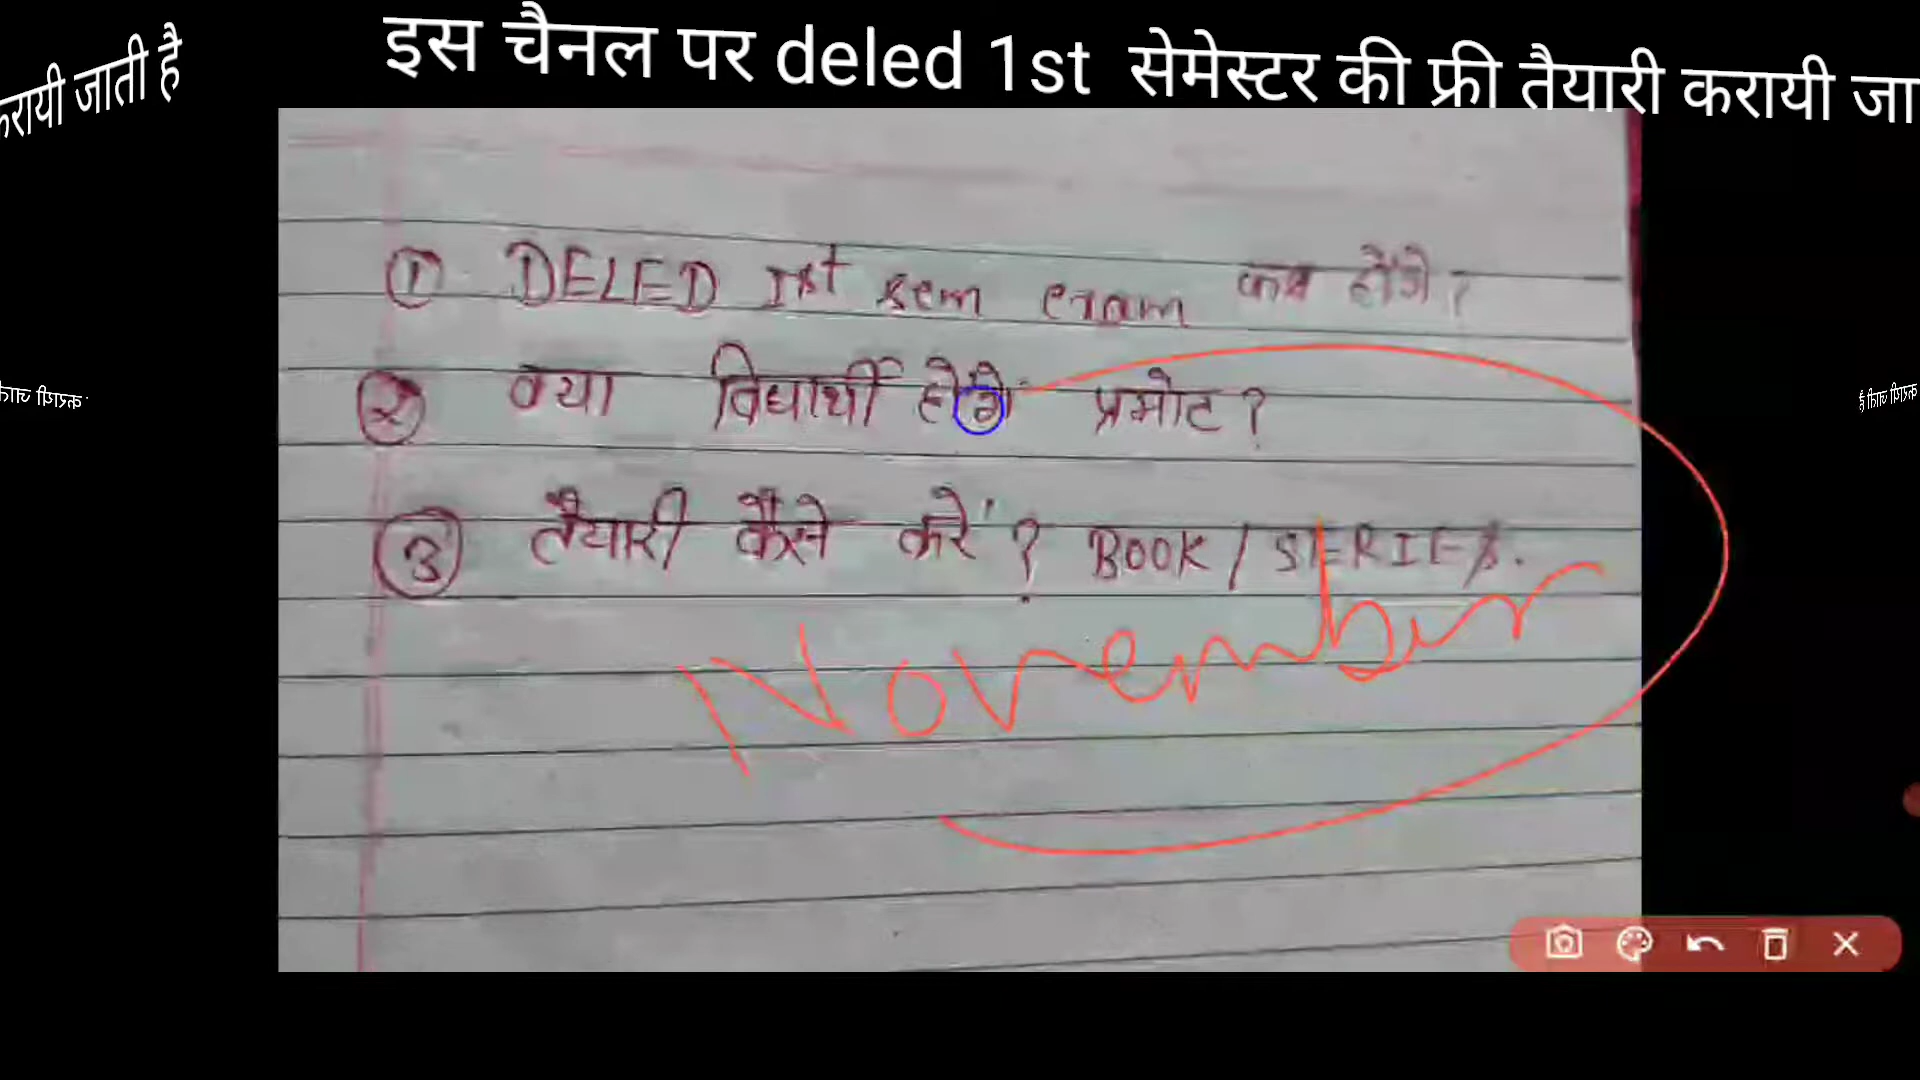 इस चैनल पर deled 1st सेमेस्टर की फ्री तैयारी करायी जा
करायी जाती है
① DELED Ist sem exam कब होंगे?
② क्या विद्यार्थी होंगे प्रमोट?
③ तैयारी कैसे करें? BOOK / SERIES.
November